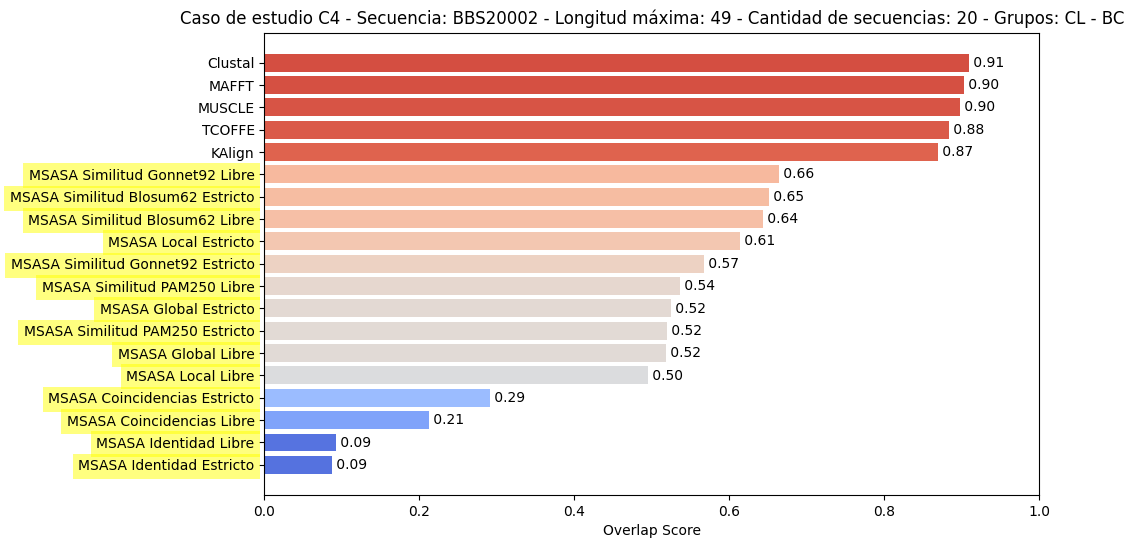 Caso de estudio C4 - Secuencia: BBS20002 - Longitud máxima: 49 - Cantidad de secuencias: 20 - Grupos: CL - BC
Clustal 0.91
MAFFT 0.90
MUSCLE 0.90
TCOFFE 0.88
KAlign 0.87
MSASA Similitud Gonnet92 Libre 0.66
MSASA Similitud Blosum62 Estricto 0.65
MSASA Similitud Blosum62 Libre 0.64
MSASA Local Estricto 0.61
MSASA Similitud Gonnet92 Estricto 0.57
MSASA Similitud PAM250 Libre 0.54
MSASA Global Estricto 0.52
MSASA Similitud PAM250 Estricto 0.52
MSASA Global Libre 0.52
MSASA Local Libre 0.50
MSASA Coincidencias Estricto 0.29
MSASA Coincidencias Libre 0.21
MSASA Identidad Libre 0.09
MSASA Identidad Estricto 0.09
0.0 0.2 0.4 0.6 0.8 1.0
Overlap Score